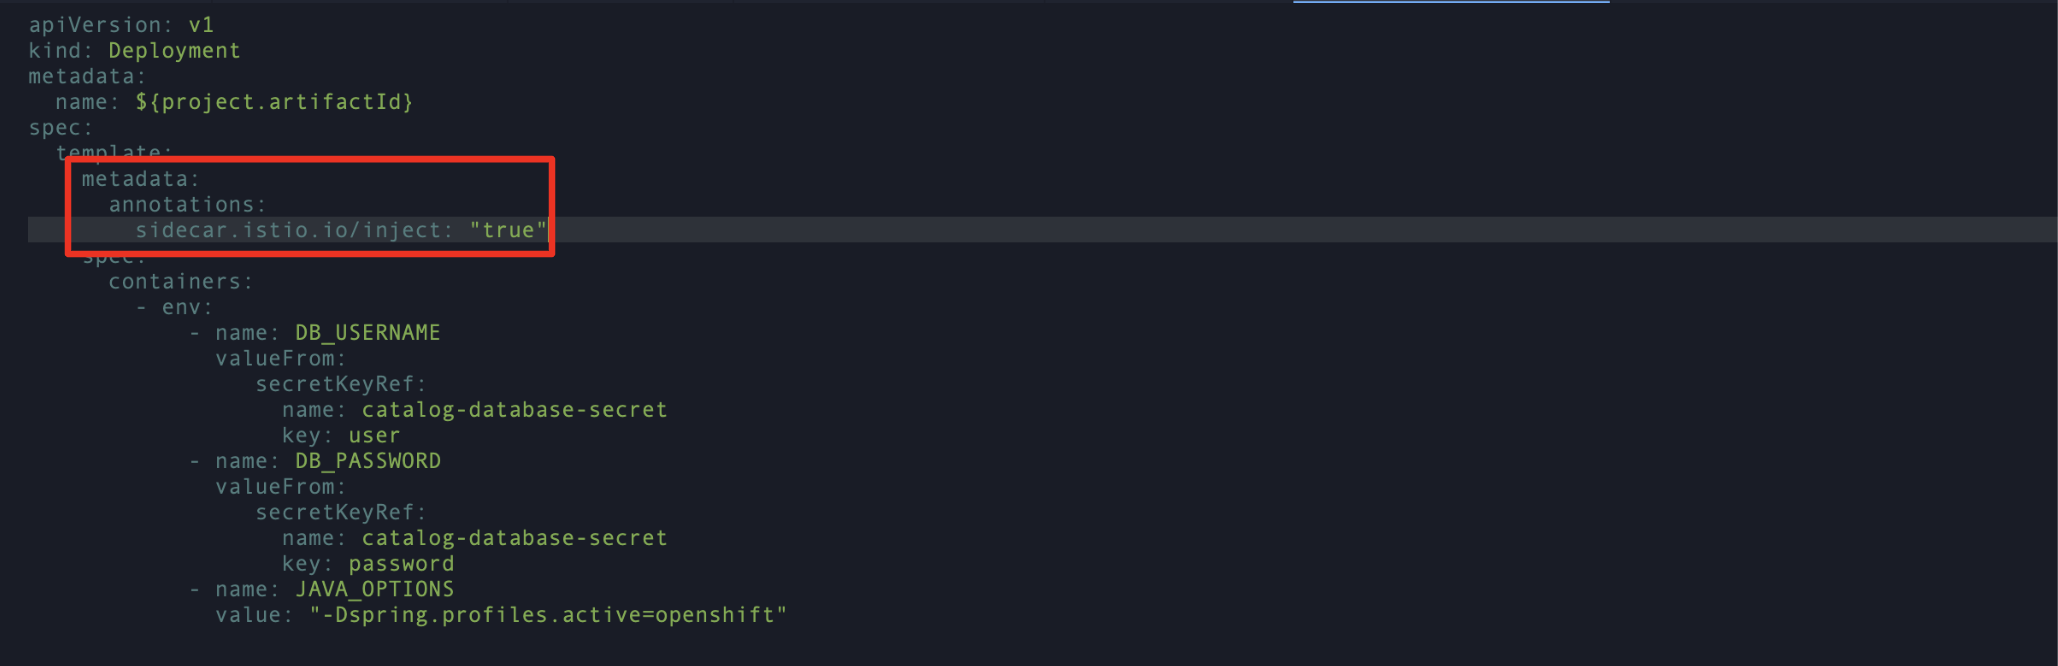 apiVersion: v1
kind: Deployment
metadata:
  name: ${project.artifactId}
spec:
  template:
    metadata:
      annotations:
        sidecar.istio.io/inject: "true"
    spec:
      containers:
        - env:
            - name: DB_USERNAME
              valueFrom:
                 secretKeyRef:
                   name: catalog-database-secret
                   key: user
            - name: DB_PASSWORD
              valueFrom:
                 secretKeyRef:
                   name: catalog-database-secret
                   key: password
            - name: JAVA_OPTIONS
              value: "-Dspring.profiles.active=openshift"